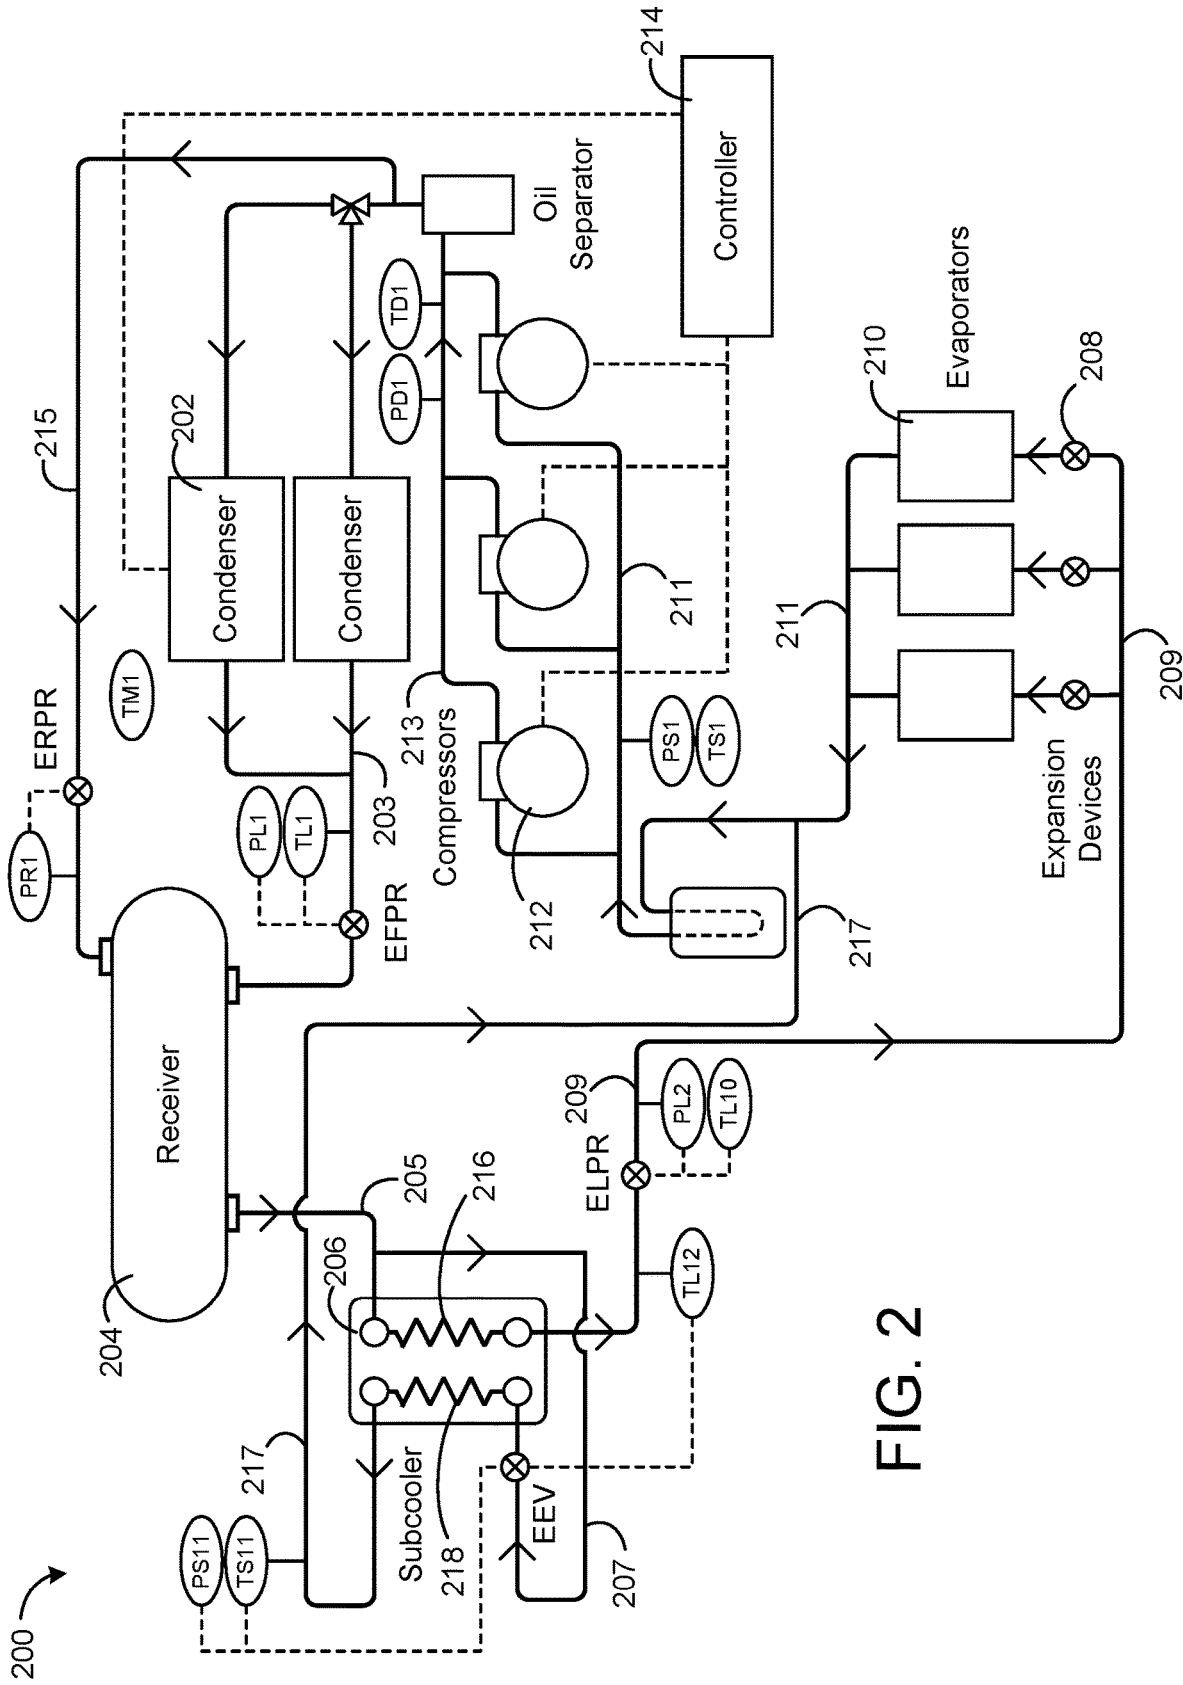 200
215
ERPR
PR1
TM1
202
Condenser
Condenser
PL1
TL1
203
EFPR
Receiver
204
PD1
TD1
Oil
Separator
214
Controller
213
Compressors
212
211
PS1
TS1
210
Evaporators
208
211
209
Expansion
Devices
217
209
ELPR
PL2
TL10
TL12
205
216
206
217
PS11
TS11
Subcooler
218
EEV
207
FIG. 2